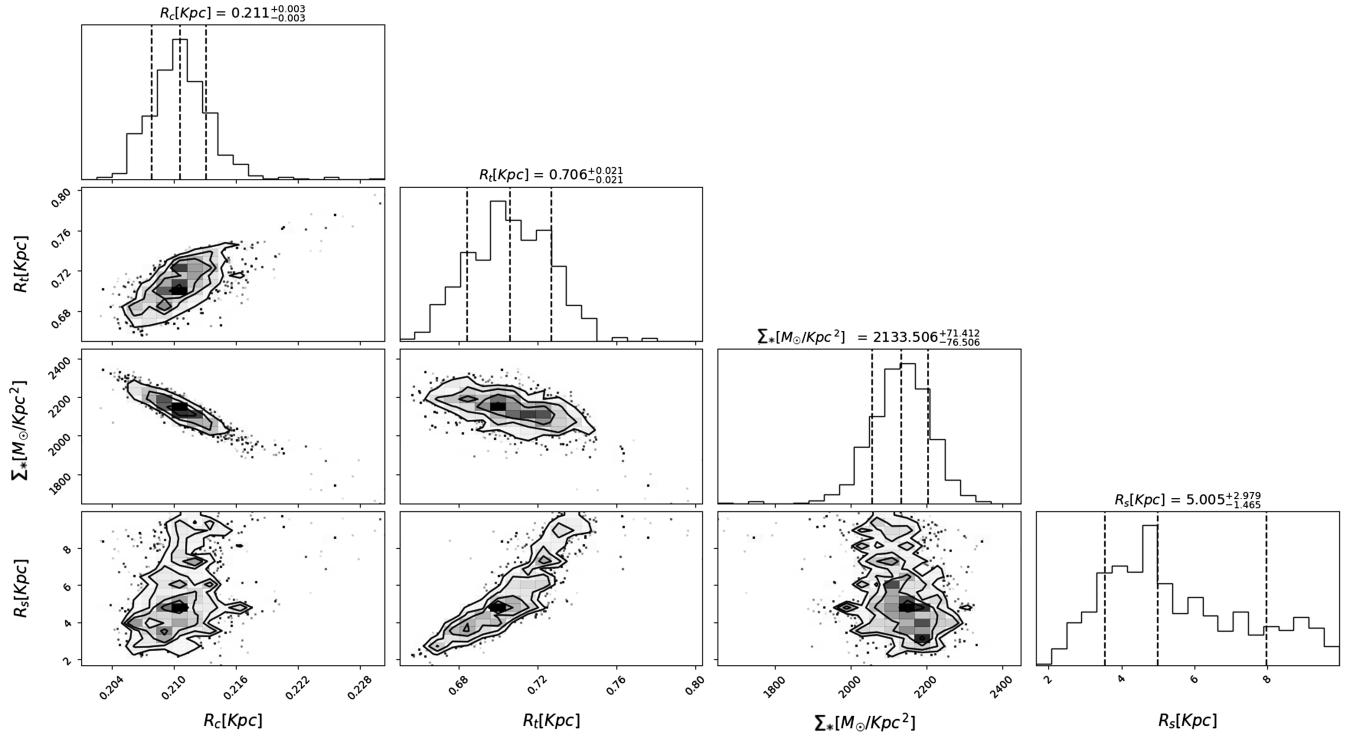 R_c[Kpc] = 0.211^{+0.003}_{-0.003}
R_t[Kpc] = 0.706^{+0.021}_{-0.021}
0.80
0.76
0.72
0.68
R_t[Kpc]
Σ_*[M_⊙/Kpc^2] = 2133.506^{+71.412}_{-76.506}
2400
2200
2000
1800
Σ_*[M_⊙/Kpc^2]
R_s[Kpc] = 5.005^{+2.979}_{-1.465}
8
6
4
2
R_s[Kpc]
0.204 0.210 0.216 0.222 0.228
R_c[Kpc]
0.68 0.72 0.76 0.80
R_t[Kpc]
1800 2000 2200 2400
Σ_*[M_⊙/Kpc^2]
2 4 6 8
R_s[Kpc]